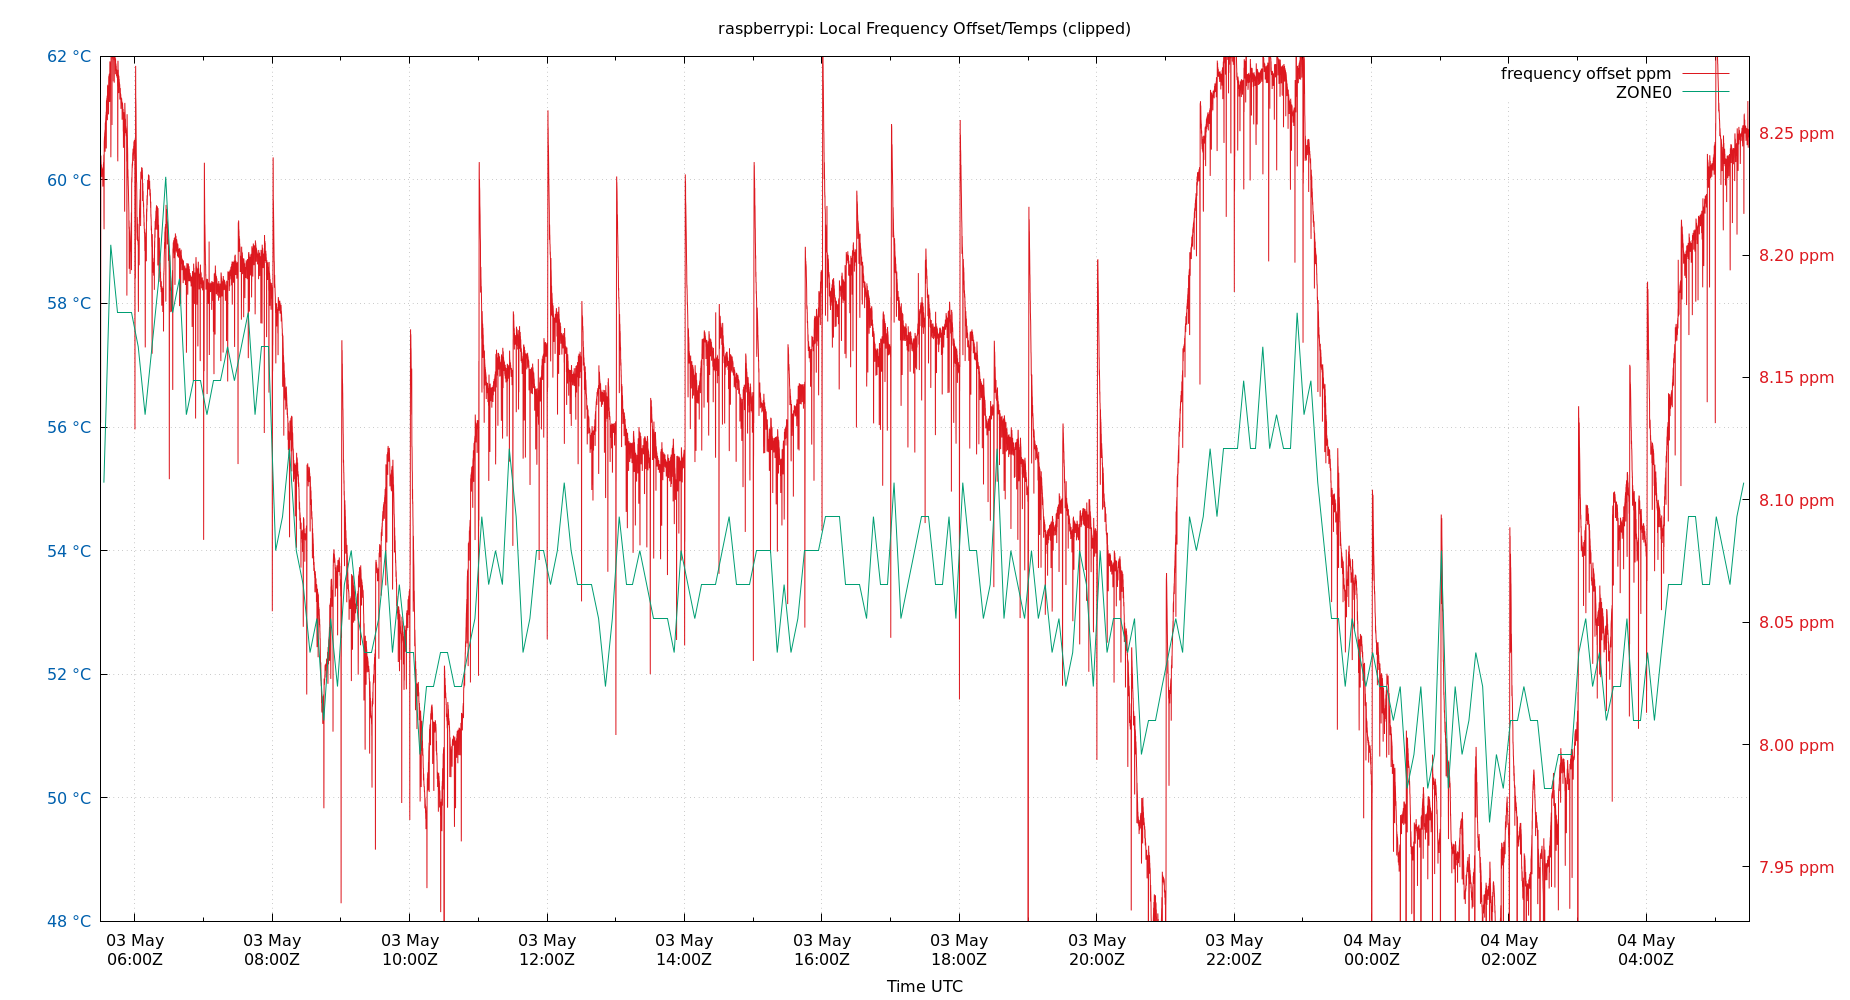 raspberrypi: Local Frequency Offset/Temps (clipped)
frequency offset ppm
ZONE0
62 °C
60 °C
58 °C
56 °C
54 °C
52 °C
50 °C
48 °C
8.25 ppm
8.20 ppm
8.15 ppm
8.10 ppm
8.05 ppm
8.00 ppm
7.95 ppm
03 May 03 May 03 May 03 May 03 May 03 May 03 May 03 May 03 May 04 May 04 May 04 May
06:00Z 08:00Z 10:00Z 12:00Z 14:00Z 16:00Z 18:00Z 20:00Z 22:00Z 00:00Z 02:00Z 04:00Z
Time UTC